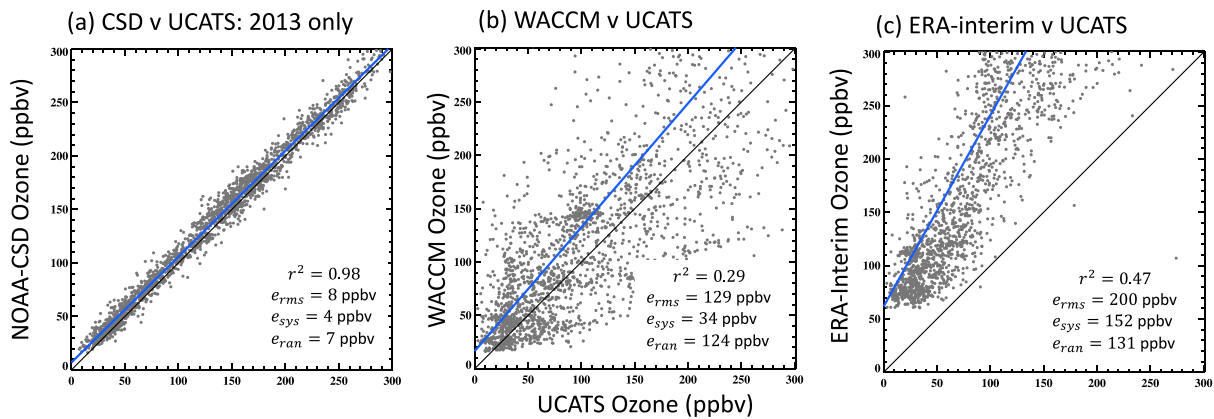 (a) CSD v UCATS: 2013 only
NOAA-CSD Ozone (ppbv)
300
250
200
150
100
50
0
0 50 100 150 200 250 300
r² = 0.98
e_rms = 8 ppbv
e_sys = 4 ppbv
e_ran = 7 ppbv
(b) WACCM v UCATS
WACCM Ozone (ppbv)
300
250
200
150
100
50
0
0 50 100 150 200 250 300
r² = 0.29
e_rms = 129 ppbv
e_sys = 34 ppbv
e_ran = 124 ppbv
UCATS Ozone (ppbv)
(c) ERA-interim v UCATS
ERA-Interim Ozone (ppbv)
300
250
200
150
100
50
0
0 50 100 150 200 250 300
r² = 0.47
e_rms = 200 ppbv
e_sys = 152 ppbv
e_ran = 131 ppbv